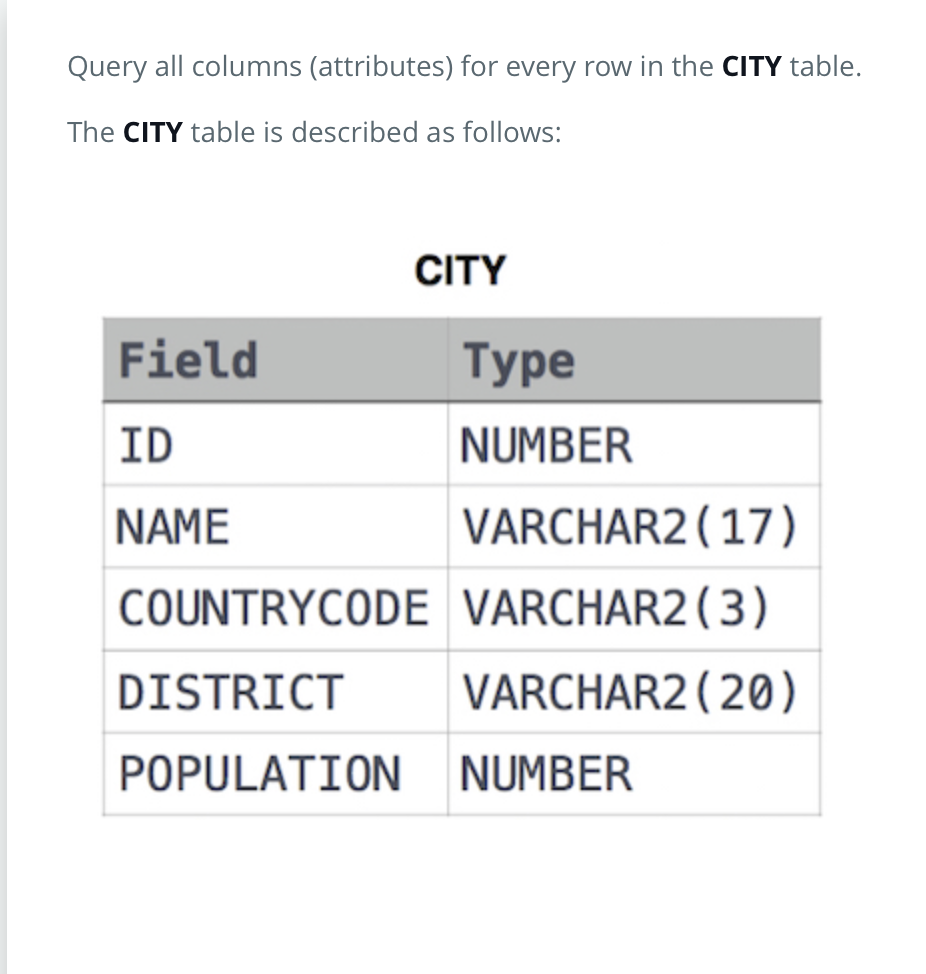 Query all columns (attributes) for every row in the CITY table.
The CITY table is described as follows:
CITY
Field Type
ID NUMBER
NAME VARCHAR2(17)
COUNTRYCODE VARCHAR2(3)
DISTRICT VARCHAR2(20)
POPULATION NUMBER